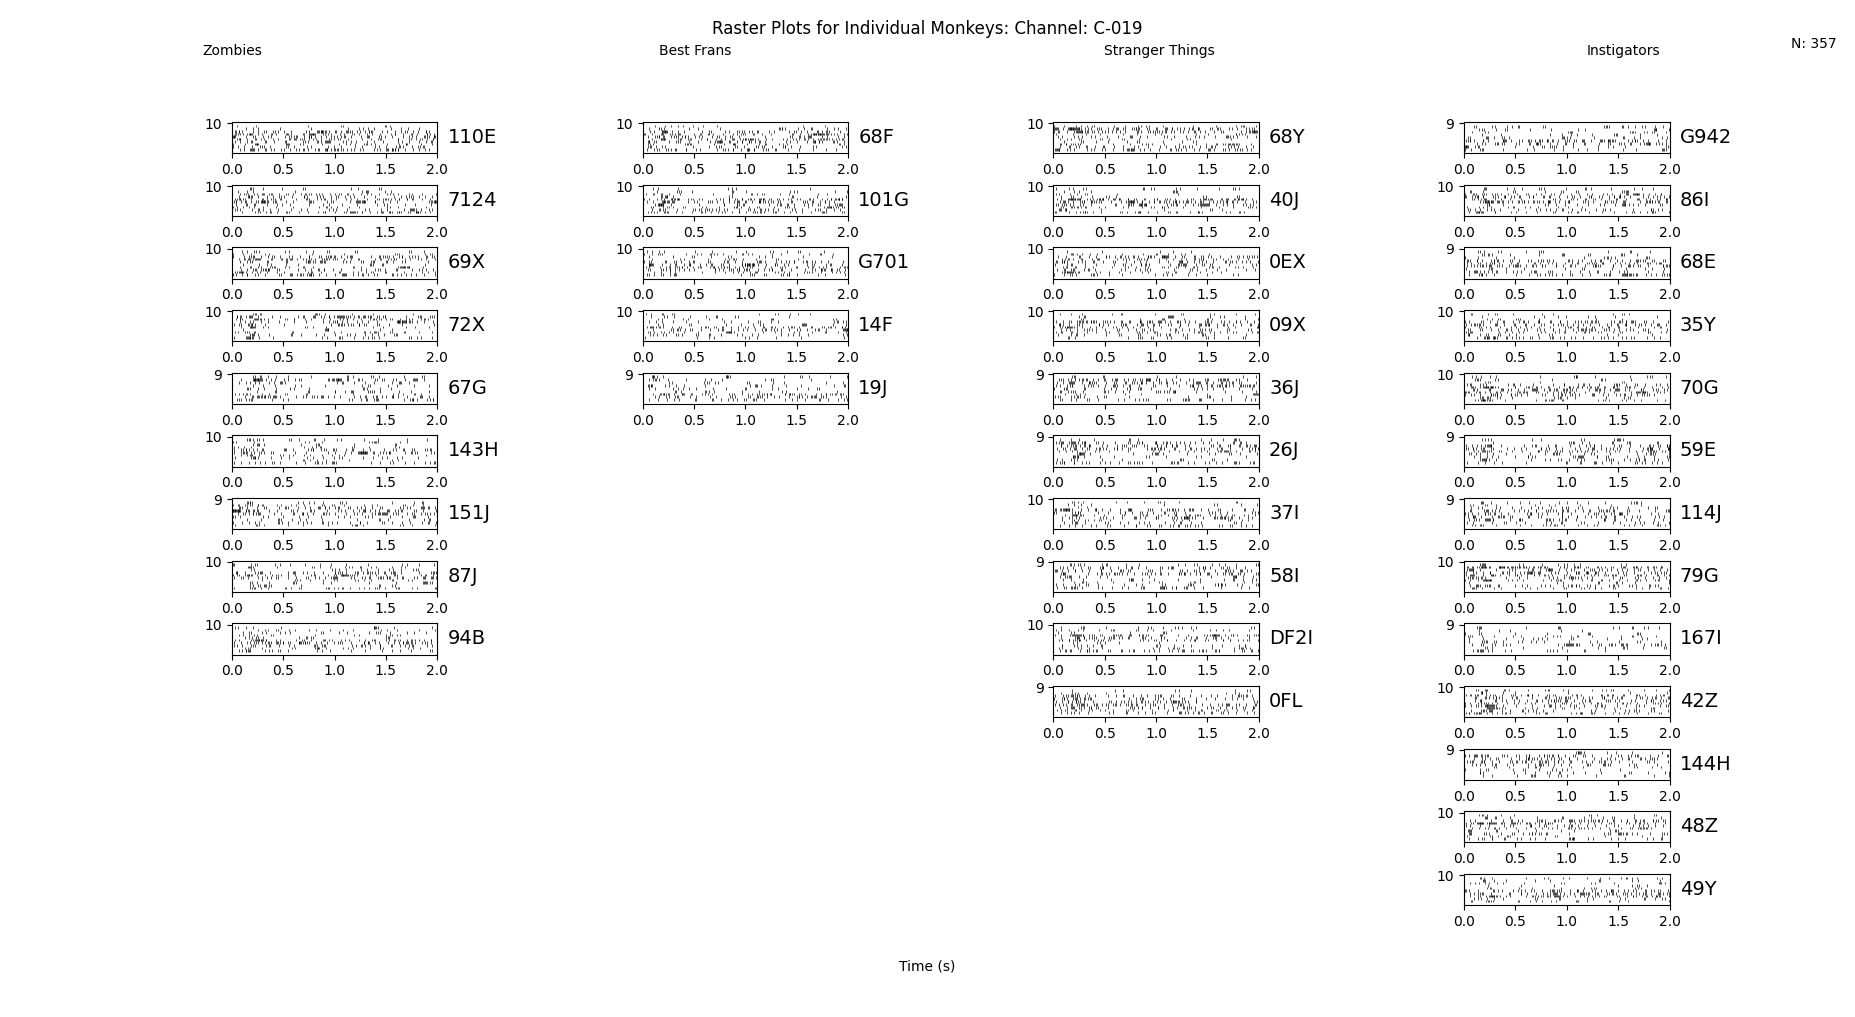 Raster Plots for Individual Monkeys: Channel: C-019
Zombies Best Frans Stranger Things Instigators N: 357
10 110E 10 68F 10 68Y 9 G942
0.0 0.5 1.0 1.5 2.0 0.0 0.5 1.0 1.5 2.0 0.0 0.5 1.0 1.5 2.0 0.0 0.5 1.0 1.5 2.0
10 7124 10 101G 10 40J 10 86I
0.0 0.5 1.0 1.5 2.0 0.0 0.5 1.0 1.5 2.0 0.0 0.5 1.0 1.5 2.0 0.0 0.5 1.0 1.5 2.0
10 69X 10 G701 10 0EX 9 68E
0.0 0.5 1.0 1.5 2.0 0.0 0.5 1.0 1.5 2.0 0.0 0.5 1.0 1.5 2.0 0.0 0.5 1.0 1.5 2.0
10 72X 10 14F 10 09X 10 35Y
0.0 0.5 1.0 1.5 2.0 0.0 0.5 1.0 1.5 2.0 0.0 0.5 1.0 1.5 2.0 0.0 0.5 1.0 1.5 2.0
9 67G 9 19J 9 36J 10 70G
0.0 0.5 1.0 1.5 2.0 0.0 0.5 1.0 1.5 2.0 0.0 0.5 1.0 1.5 2.0 0.0 0.5 1.0 1.5 2.0
10 143H 9 26J 9 59E
0.0 0.5 1.0 1.5 2.0 0.0 0.5 1.0 1.5 2.0 0.0 0.5 1.0 1.5 2.0
9 151J 10 37I 9 114J
0.0 0.5 1.0 1.5 2.0 0.0 0.5 1.0 1.5 2.0 0.0 0.5 1.0 1.5 2.0
10 87J 9 58I 10 79G
0.0 0.5 1.0 1.5 2.0 0.0 0.5 1.0 1.5 2.0 0.0 0.5 1.0 1.5 2.0
10 94B 10 DF2I 9 167I
0.0 0.5 1.0 1.5 2.0 0.0 0.5 1.0 1.5 2.0 0.0 0.5 1.0 1.5 2.0
9 0FL 10 42Z
0.0 0.5 1.0 1.5 2.0 0.0 0.5 1.0 1.5 2.0
9 144H
0.0 0.5 1.0 1.5 2.0
10 48Z
0.0 0.5 1.0 1.5 2.0
10 49Y
0.0 0.5 1.0 1.5 2.0
Time (s)